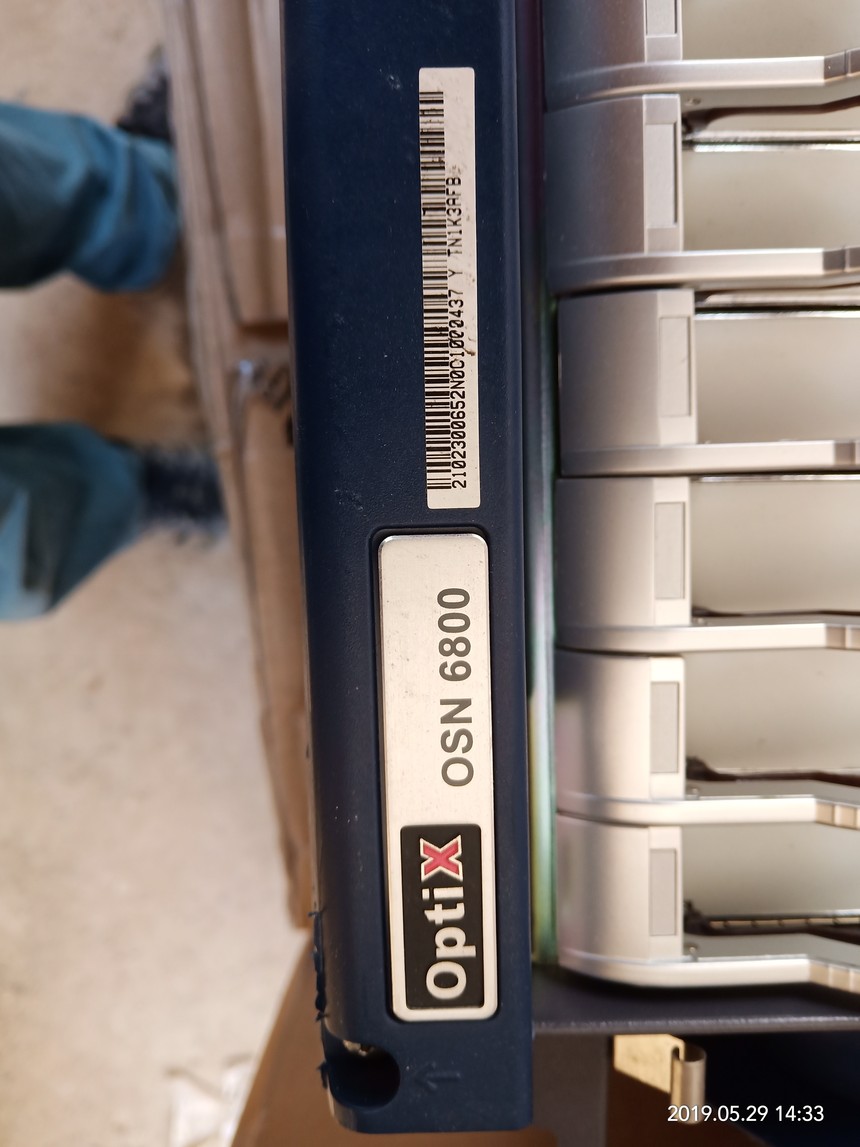 2102300652N0C1000437 Y TN1K3AFB
OptiX OSN 6800
2019.05.29 14:33